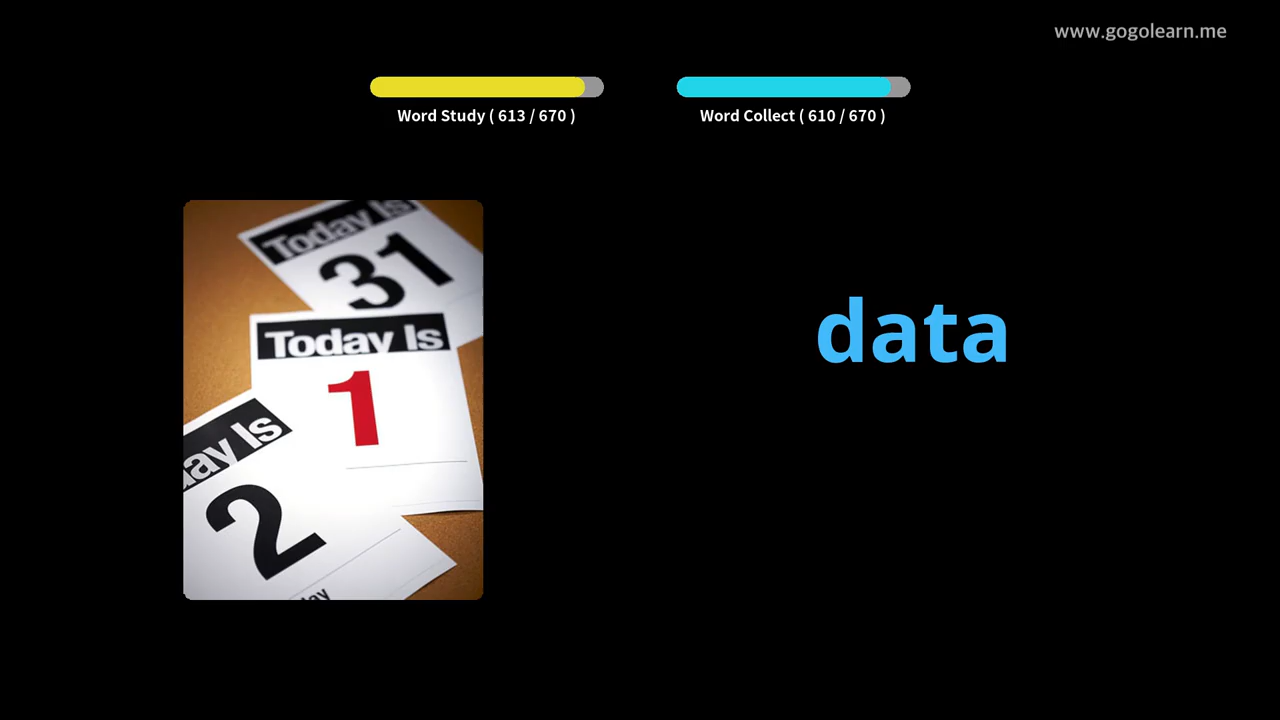 www.gogolearn.me
Word Study ( 613 / 670 )
Word Collect ( 610 / 670 )
Today Is
31
Today Is
1
ay Is
2
data